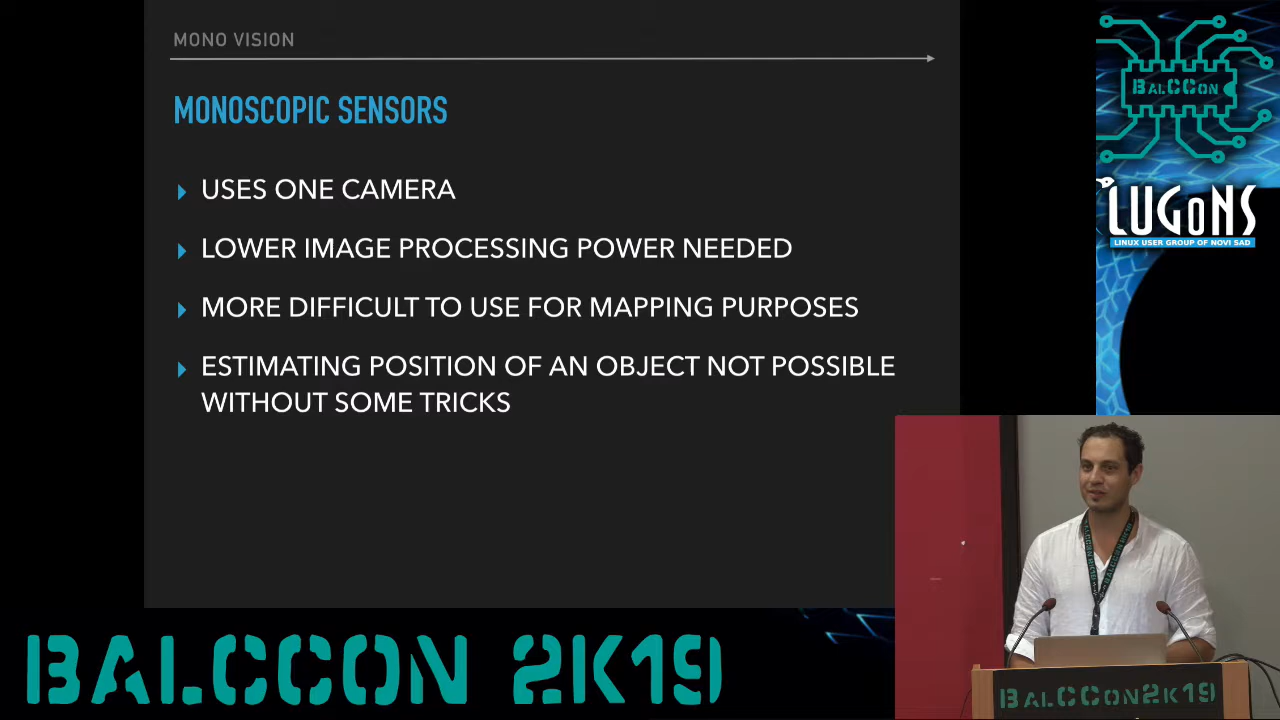 MONO VISION
MONOSCOPIC SENSORS
USES ONE CAMERA
LOWER IMAGE PROCESSING POWER NEEDED
MORE DIFFICULT TO USE FOR MAPPING PURPOSES
ESTIMATING POSITION OF AN OBJECT NOT POSSIBLE
WITHOUT SOME TRICKS
BALCCON
LUGONS
LINUX USER GROUP OF NOVI SAD
BALCCON 2K19
BALCCON2K19